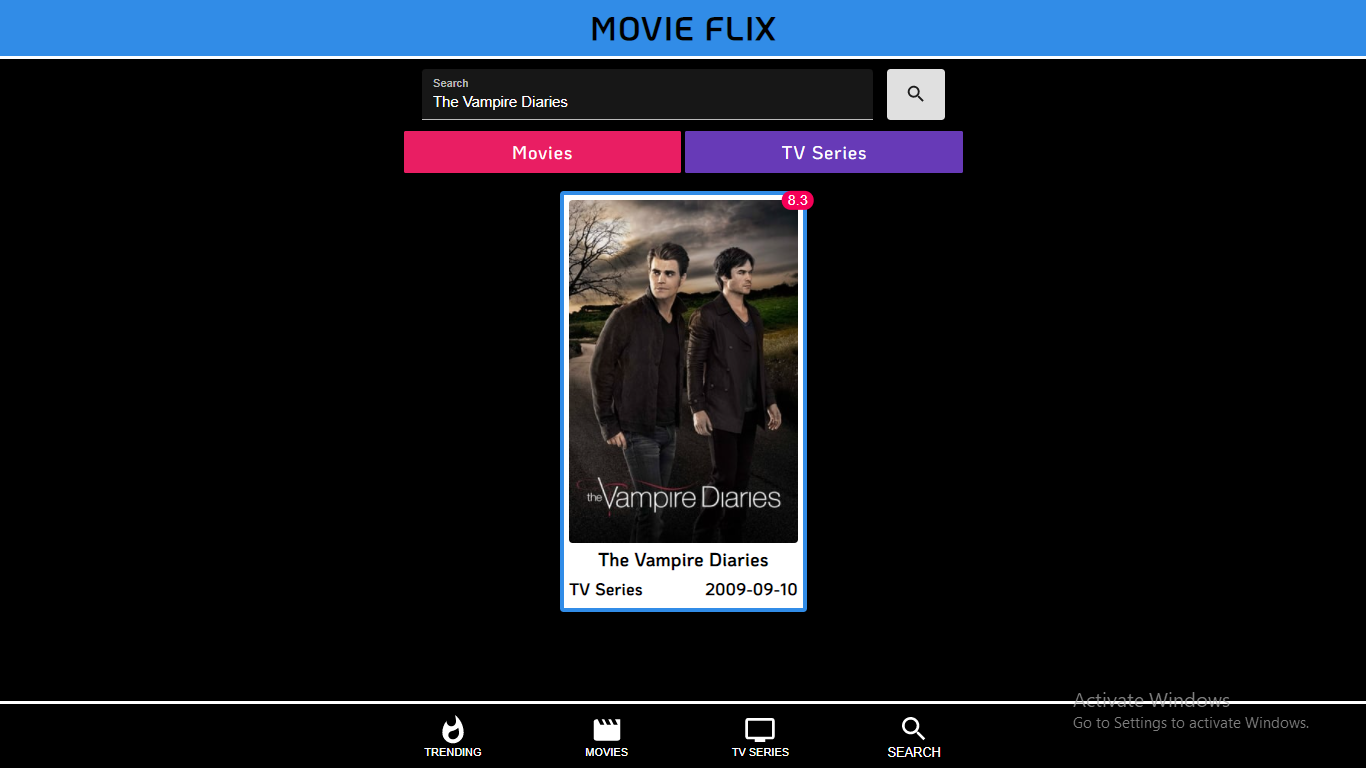 MOVIE FLIX
Search
The Vampire Diaries
Movies
TV Series
8.3
the Vampire Diaries
The Vampire Diaries
TV Series 2009-09-10
Activate Windows
Go to Settings to activate Windows.
TRENDING
MOVIES
TV SERIES
SEARCH